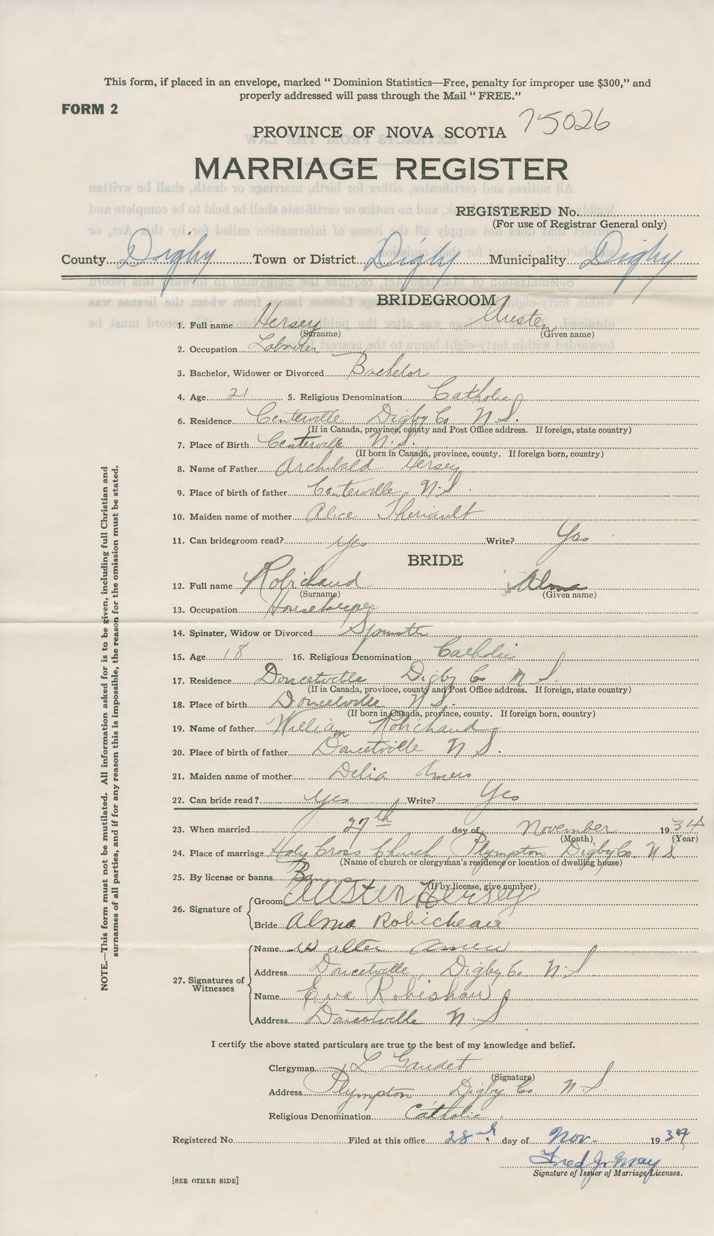 This form, if placed in an envelope, marked “ Dominion Statistics—Free, penalty for improper use $300,” and
properly addressed will pass through the Mail “ FREE.”
FORM 2
75026
PROVINCE OF NOVA SCOTIA
MARRIAGE REGISTER
REGISTERED No.
(For use of Registrar General only)
County Digby Town or District Digby Municipality Digby
BRIDEGROOM
1. Full name Hersey Austen
(Surname) (Given name)
2. Occupation Laborer
3. Bachelor, Widower or Divorced Bachelor
4. Age 21 5. Religious Denomination Catholic
6. Residence Centerville Digby Co N S.
(If in Canada, province, county and Post Office address. If foreign, state country)
7. Place of Birth Centerville N. S.
(If born in Canada, province, county. If foreign born, country)
8. Name of Father Archibald Hersey
9. Place of birth of father Centerville N. S
10. Maiden name of mother Alice Theriault
11. Can bridegroom read? yes Write? Yes
BRIDE
12. Full name Robichaud Alma
(Surname) (Given name)
13. Occupation Housekeeper
14. Spinster, Widow or Divorced Spinster
15. Age 18 16. Religious Denomination Catholic
17. Residence Doucetville Digby Co N S
(If in Canada, province, county and Post Office address. If foreign, state country)
18. Place of birth Doucetville N S.
(If born in Canada, province, county. If foreign born, country)
19. Name of father William Robichaud
20. Place of birth of father Doucetville N S.
21. Maiden name of mother Delia
22. Can bride read? Yes Write? Yes
23. When married 27th day of November 1934
(Month) (Year)
24. Place of marriage Holy Cross Church Plympton Digby Co. N S
(Name of church or clergyman's residence or location of dwelling house)
25. By license or banns Banns
(If by license, give number)
26. Signature of
Groom Austen Hersey
Bride Alma Robicheau
27. Signatures of Witnesses
Name Walter
Address Doucetville, Digby Co N-S
Name Eva Robishaw
Address Doucetville N-S
I certify the above stated particulars are true to the best of my knowledge and belief.
Clergyman L Gaudet
(Signature)
Address Plympton Digby Co N S
Religious Denomination Catholic
Registered No. Filed at this office 28th day of Nov- 1934
Fred J. May
Signature of Issuer of Marriage Licenses.
[SEE OTHER SIDE]
NOTE.—This form must not be mutilated. All information asked for is to be given, including full Christian and
surnames of all parties, and if for any reason this is impossible, the reason for the omission must be stated.